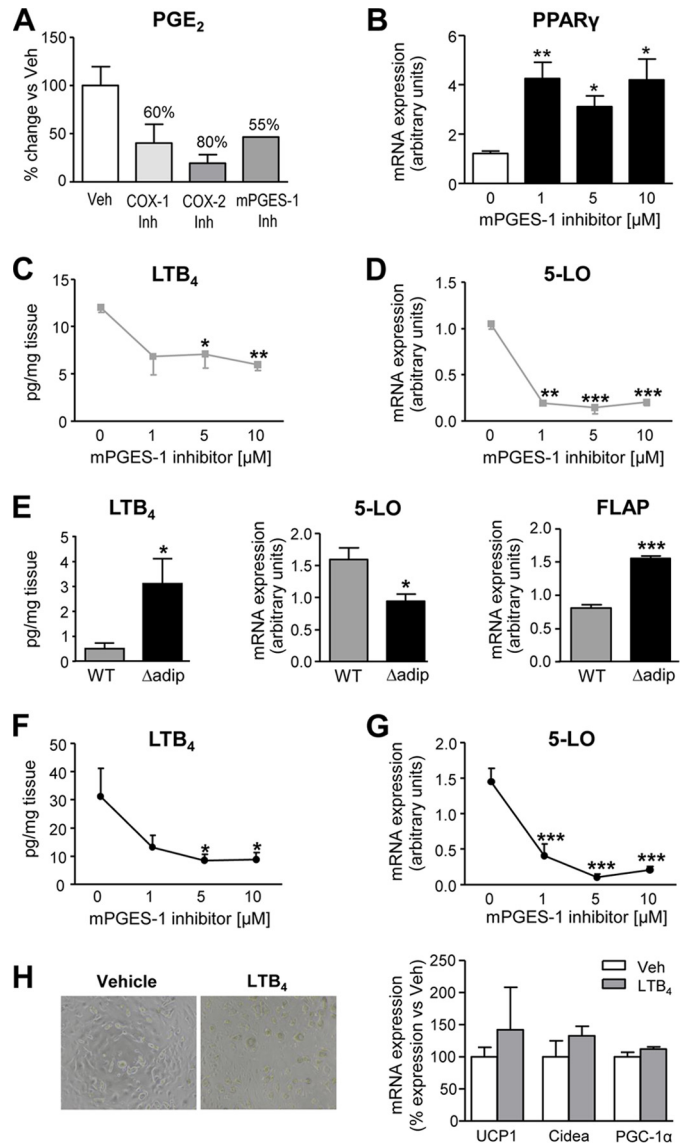 A
PGE2
% change vs Veh
150
100
50
0
60%
80%
55%
Veh
COX-1 Inh
COX-2 Inh
mPGES-1 Inh
B
PPARγ
mRNA expression (arbitrary units)
6
4
2
0
**
*
*
0 1 5 10
mPGES-1 inhibitor [µM]
C
LTB4
pg/mg tissue
15
10
5
0
*
**
0 1 5 10
mPGES-1 inhibitor [µM]
D
5-LO
mRNA expression (arbitrary units)
1.5
1.0
0.5
0.0
**
***
***
0 1 5 10
mPGES-1 inhibitor [µM]
E
LTB4
pg/mg tissue
5
4
3
2
1
0
*
WT Δadip
5-LO
mRNA expression (arbitrary units)
2.0
1.5
1.0
0.5
0.0
*
WT Δadip
FLAP
mRNA expression (arbitrary units)
2.0
1.5
1.0
0.5
0.0
***
WT Δadip
F
LTB4
pg/mg tissue
50
40
30
20
10
0
*
*
0 1 5 10
mPGES-1 inhibitor [µM]
G
5-LO
mRNA expression (arbitrary units)
2.0
1.5
1.0
0.5
0.0
***
***
***
0 1 5 10
mPGES-1 inhibitor [µM]
H
Vehicle
LTB4
mRNA expression (% expression vs Veh)
250
200
150
100
50
0
Veh
LTB4
UCP1 Cidea PGC-1α